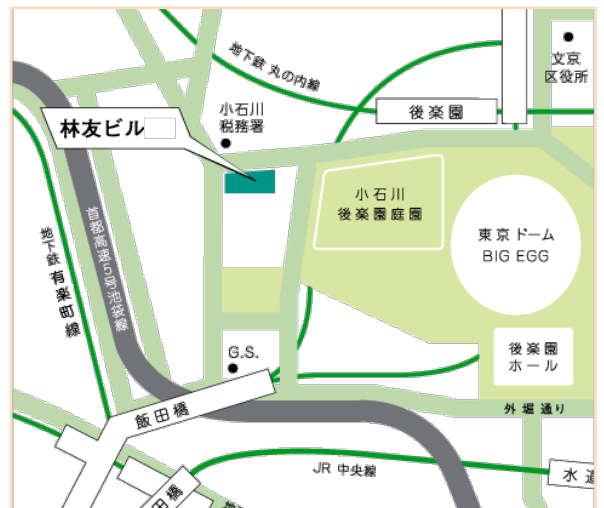 地下鉄 丸の内線
文京
区役所
小石川
税務署
後楽園
林友ビル
小石川
後楽園庭園
東京ドーム
BIG EGG
首都高速5号池袋線
地下鉄 有楽町線
G.S.
後楽園
ホール
外堀通り
飯田橋
JR 中央線
水道
田橋